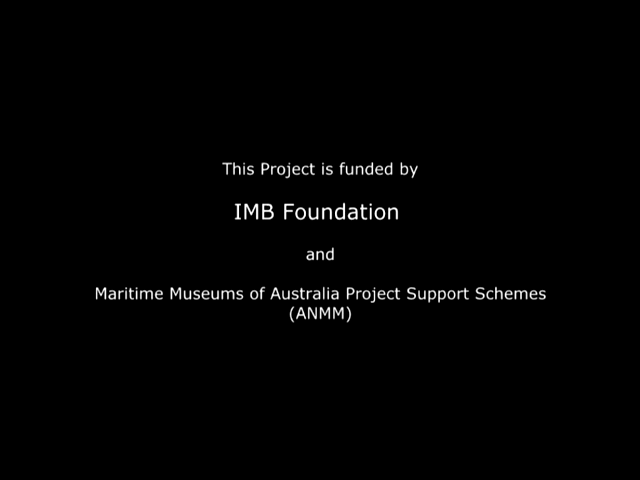 This Project is funded by
IMB Foundation
and
Maritime Museums of Australia Project Support Schemes
(ANMM)